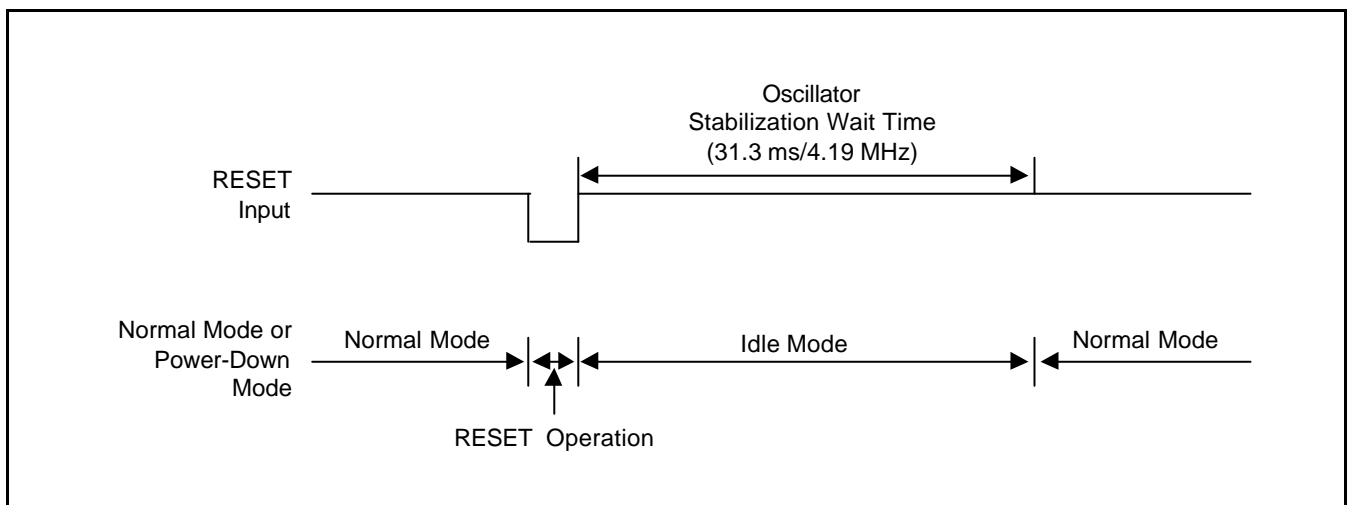 Oscillator
Stabilization Wait Time
(31.3 ms/4.19 MHz)
RESET
Input
Normal Mode or
Power-Down
Mode
Normal Mode
Idle Mode
Normal Mode
RESET Operation